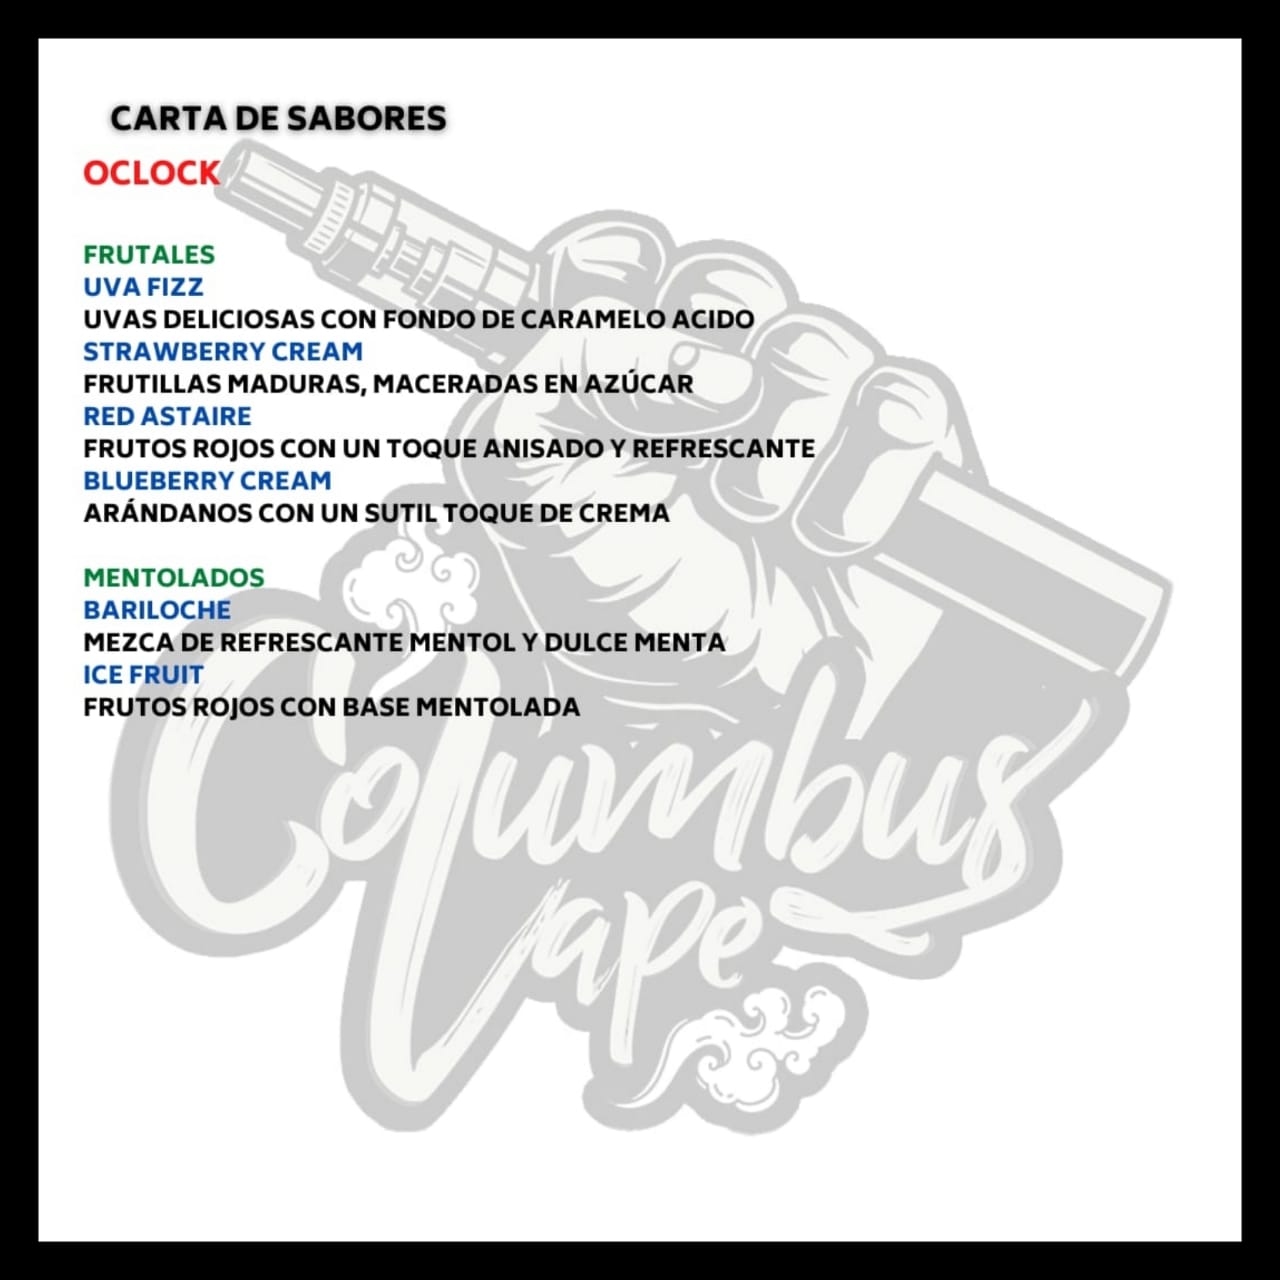 CARTA DE SABORES
OCLOCK
FRUTALES
UVA FIZZ
UVAS DELICIOSAS CON FONDO DE CARAMELO ACIDO
STRAWBERRY CREAM
FRUTILLAS MADURAS, MACERADAS EN AZÚCAR
RED ASTAIRE
FRUTOS ROJOS CON UN TOQUE ANISADO Y REFRESCANTE
BLUEBERRY CREAM
ARÁNDANOS CON UN SUTIL TOQUE DE CREMA
MENTOLADOS
BARILOCHE
MEZCA DE REFRESCANTE MENTOL Y DULCE MENTA
ICE FRUIT
FRUTOS ROJOS CON BASE MENTOLADA
Columbus
Vape